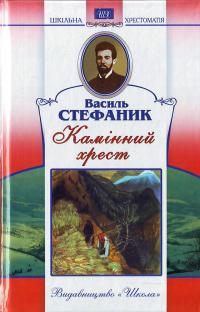 ШКІЛЬНА ХРЕСТОМАТІЯ
Василь
СТЕФАНИК
Камінний
хрест
Видавництво «Школа»